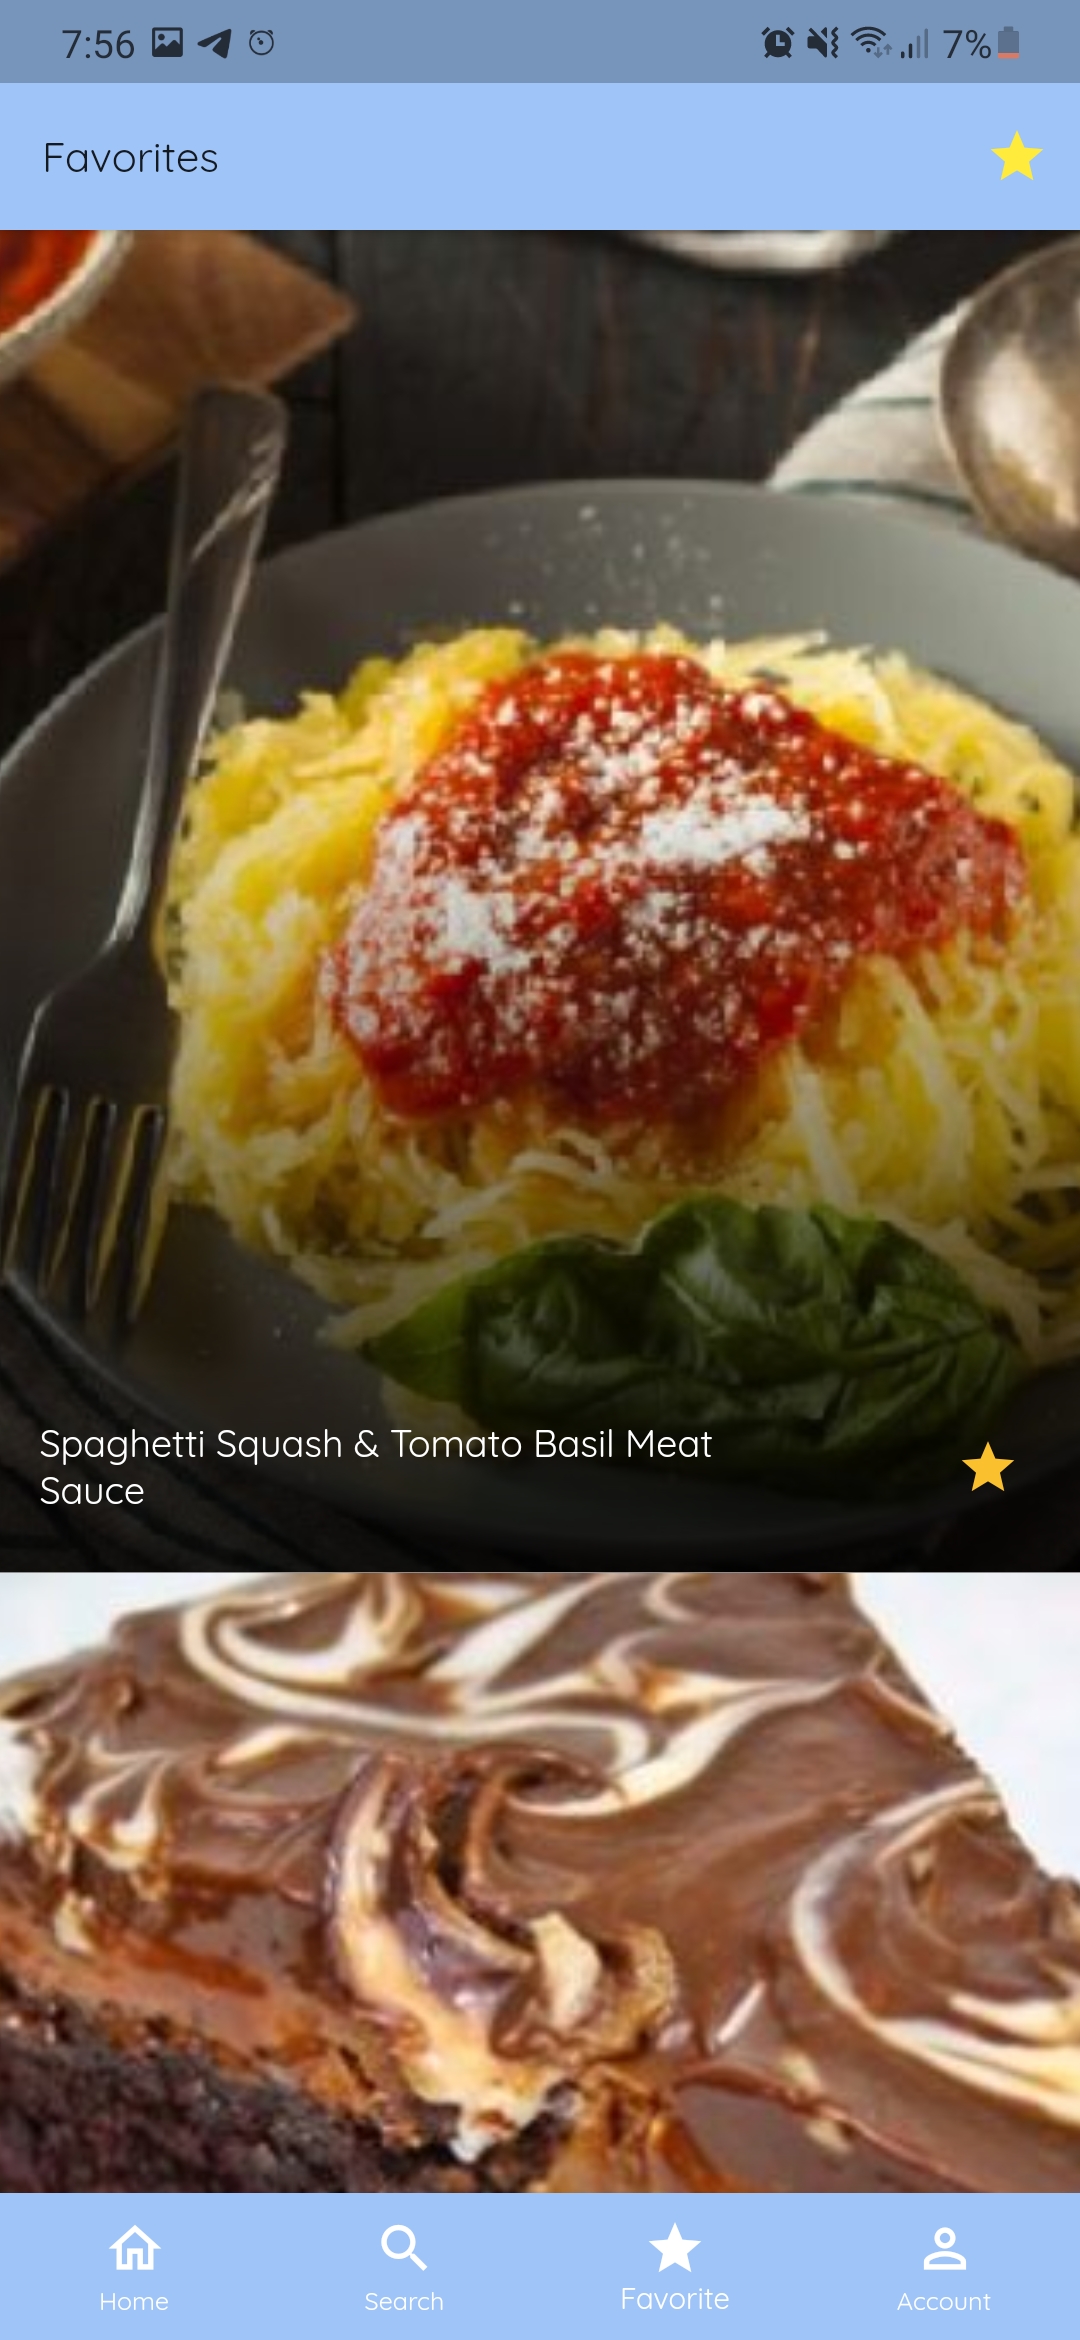 7:56
7%
Favorites
Spaghetti Squash & Tomato Basil Meat
Sauce
Home
Search
Favorite
Account